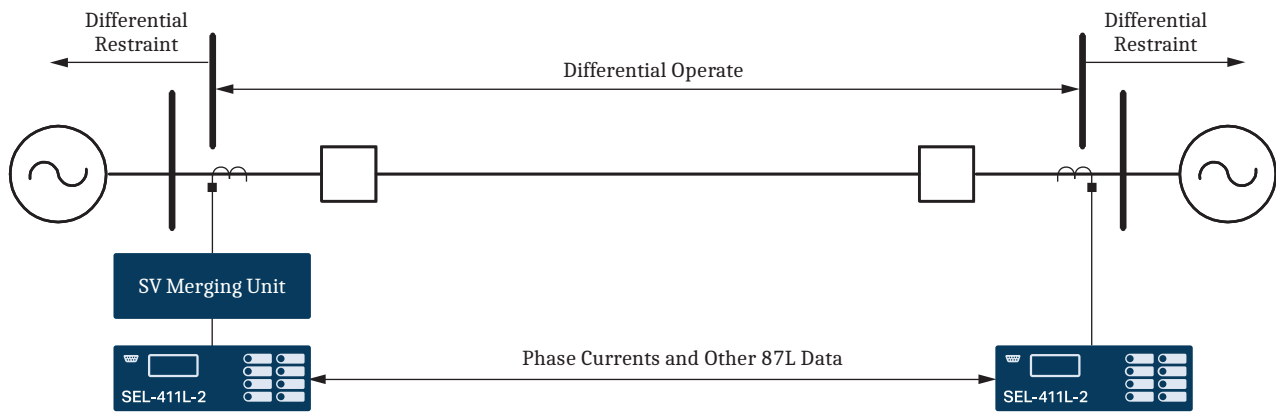 Differential
Restraint
Differential
Restraint
Differential Operate
SV Merging Unit
Phase Currents and Other 87L Data
SEL-411L-2
SEL-411L-2